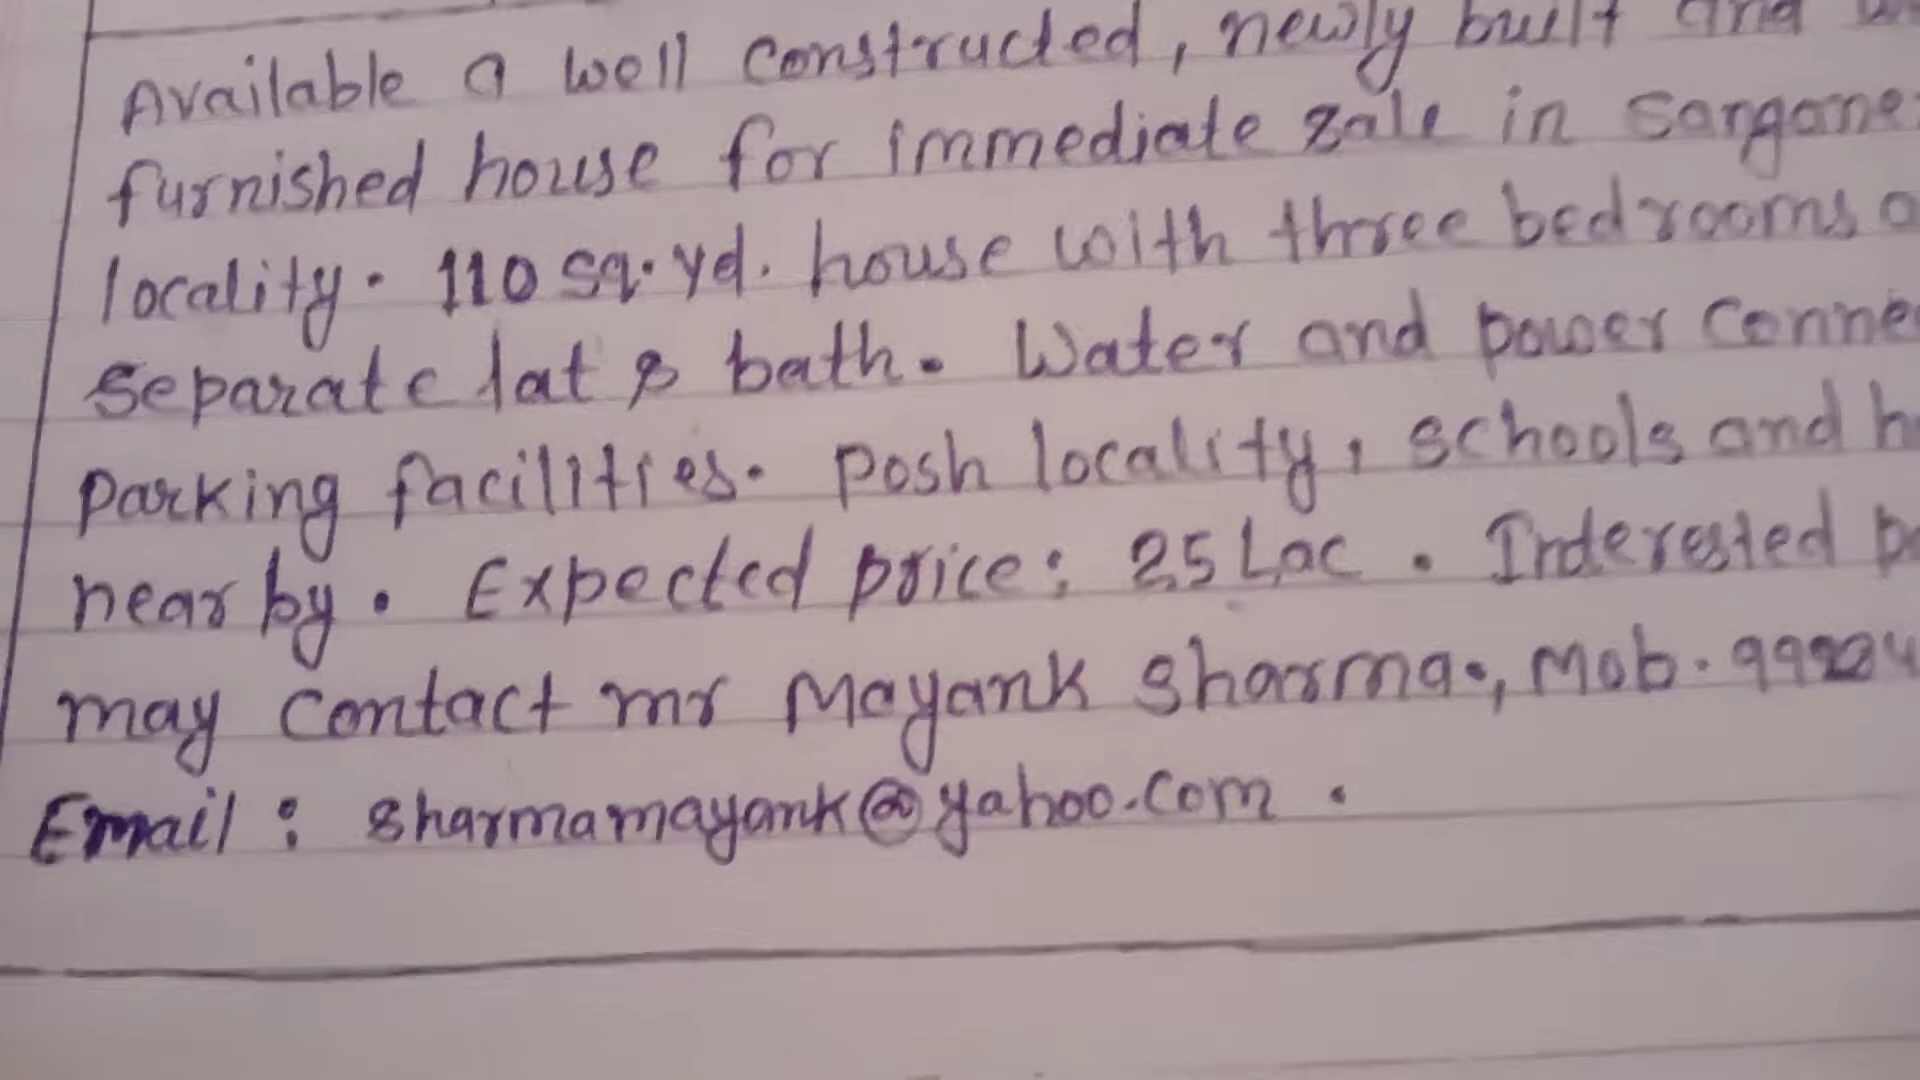 Available a well constructed, newly built and
furnished house for immediate sale in sangane
locality. 110 sq. yd. house with three bedrooms
separate lat & bath. Water and power Conne
parking facilities. Posh locality, schools and
near by. Expected price: 25 Lac. Inderested
may contact mr Mayank Sharma., Mob. 99924
Email: sharmamayank@yahoo.com.